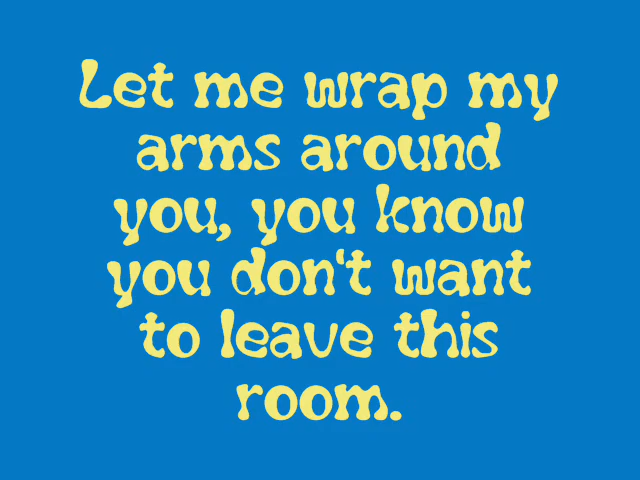 Let me wrap my
arms around
you, you know
you don't want
to leave this
room.